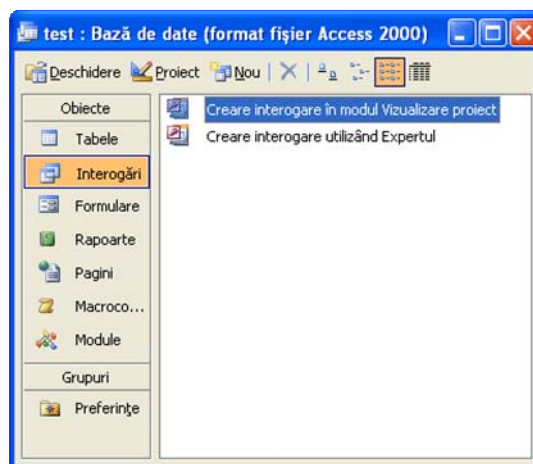 test : Bază de date (format fişier Access 2000)
Deschidere Proiect Nou
Obiecte
Tabele
Interogări
Formulare
Rapoarte
Pagini
Macroco...
Module
Grupuri
Preferinţe
Creare interogare în modul Vizualizare proiect
Creare interogare utilizând Expertul